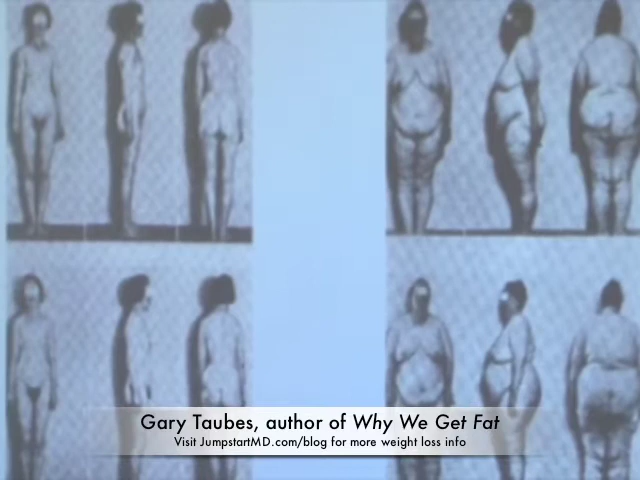 Gary Taubes, author of Why We Get Fat
Visit JumpstartMD.com/blog for more weight loss info